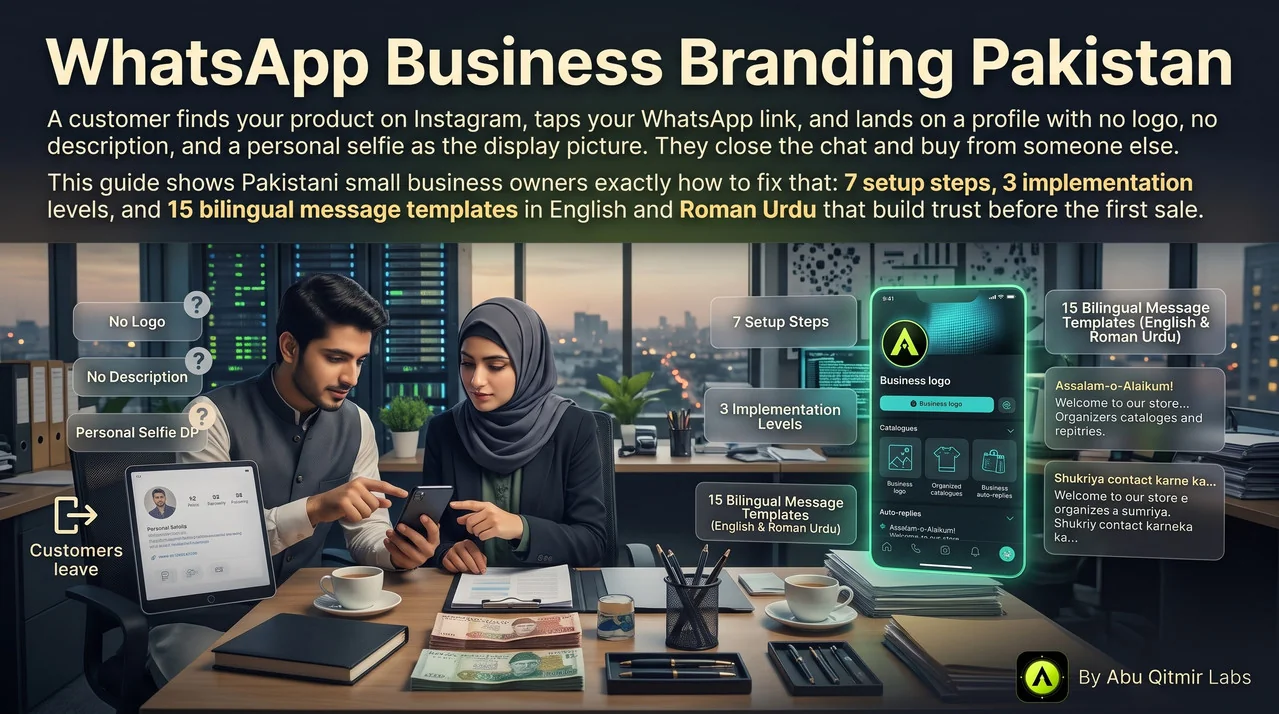 WhatsApp Business Branding Pakistan
A customer finds your product on Instagram, taps your WhatsApp link, and lands on a profile with no logo, no
description, and a personal selfie as the display picture. They close the chat and buy from someone else.
This guide shows Pakistani small business owners exactly how to fix that: 7 setup steps, 3 implementation
levels, and 15 bilingual message templates in English and Roman Urdu that build trust before the first sale.
No Logo
?
No Description
?
Personal Selfie DP
?
Customers
leave
7 Setup Steps
3 Implementation
Levels
15 Bilingual Message
Templates
(English & Roman Urdu)
9:41
Business logo
Business logo
Catalogues
Business
logo
Organized
catalogues
Business
auto-replies
Auto-replies
Assalam-o-Alaikum!
Welcome to our store
15 Bilingual Message
Templates (English &
Roman Urdu)
Assalam-o-Alaikum!
Welcome to our store...
Organizers cataloges and
repitries.
Shukriya contact karne ka...
Welcome to our store e
organizes a sumriya.
Shukriy contact karneka
ka...
By Abu Qitmir Labs